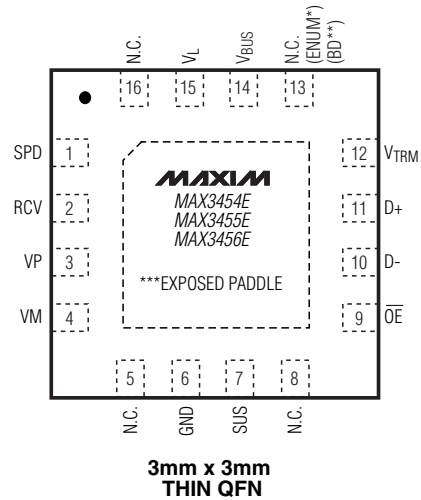 N.C.
VL
VBUS
N.C.
(ENUM*)
(BD**)
16
15
14
13
SPD
1
RCV
2
VP
3
VM
4
MAXIM
MAX3454E
MAX3455E
MAX3456E
***EXPOSED PADDLE
12
VTRM
11
D+
10
D-
9
OE
5
6
7
8
N.C.
GND
SUS
N.C.
3mm x 3mm
THIN QFN